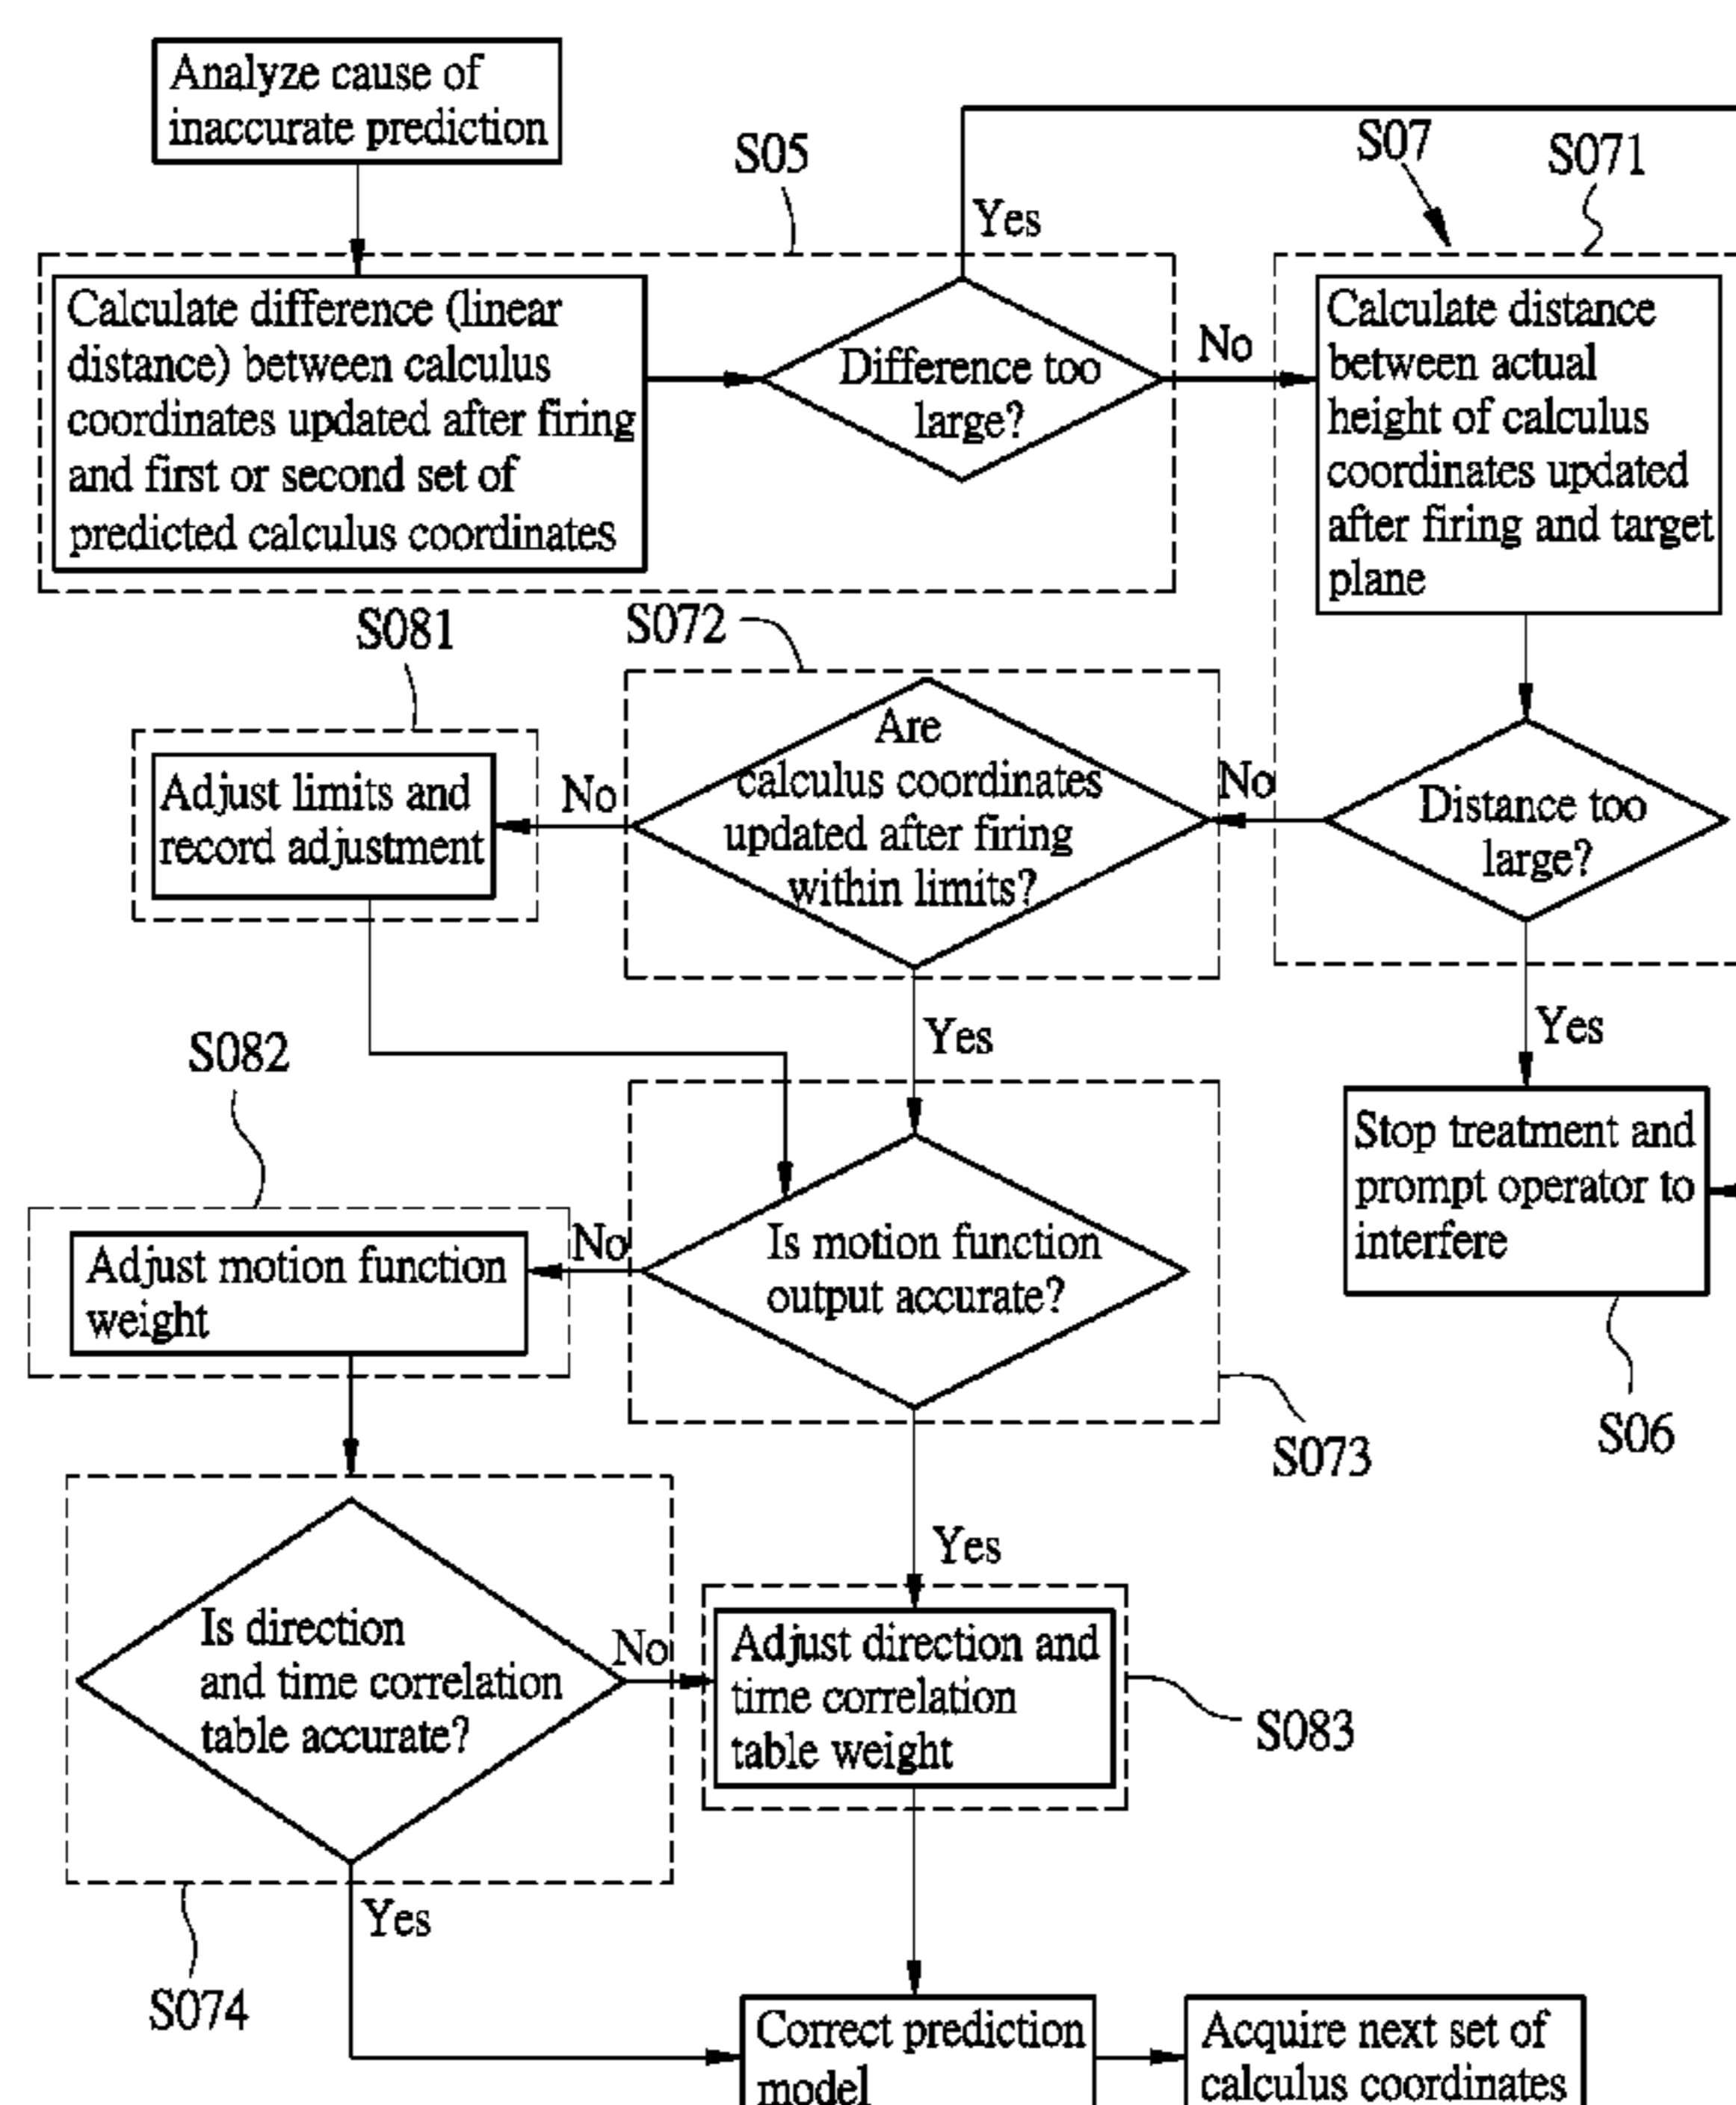 Analyze cause of
inaccurate prediction
S05
S07
S071
Yes
Calculate difference (linear
distance) between calculus
coordinates updated after firing
and first or second set of
predicted calculus coordinates
Difference too
large?
No
Calculate distance
between actual
height of calculus
coordinates updated
after firing and target
plane
S081
S072
Adjust limits and
record adjustment
No
Are
calculus coordinates
updated after firing
within limits?
No
Distance too
large?
S082
Yes
Yes
Stop treatment and
prompt operator to
interfere
Adjust motion function
weight
No
Is motion function
output accurate?
S073
S06
Yes
Is direction
and time correlation
table accurate?
No
Adjust direction and
time correlation
table weight
S083
Yes
S074
Correct prediction
model
Acquire next set of
calculus coordinates